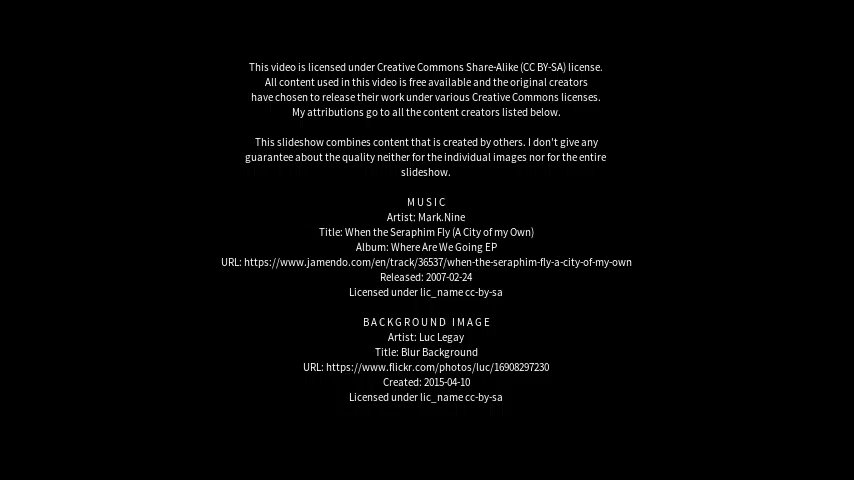 This video is licensed under Creative Commons Share-Alike (CC BY-SA) license.
All content used in this video is free available and the original creators
have chosen to release their work under various Creative Commons licenses.
My attributions go to all the content creators listed below.
This slideshow combines content that is created by others. I don't give any
guarantee about the quality neither for the individual images nor for the entire
slideshow.
MUSIC
Artist: Mark.Nine
Title: When the Seraphim Fly (A City of my Own)
Album: Where Are We Going EP
URL: https://www.jamendo.com/en/track/36537/when-the-seraphim-fly-a-city-of-my-own
Released: 2007-02-24
Licensed under lic_name cc-by-sa
BACKGROUND IMAGE
Artist: Luc Legay
Title: Blur Background
URL: https://www.flickr.com/photos/luc/16908297230
Created: 2015-04-10
Licensed under lic_name cc-by-sa